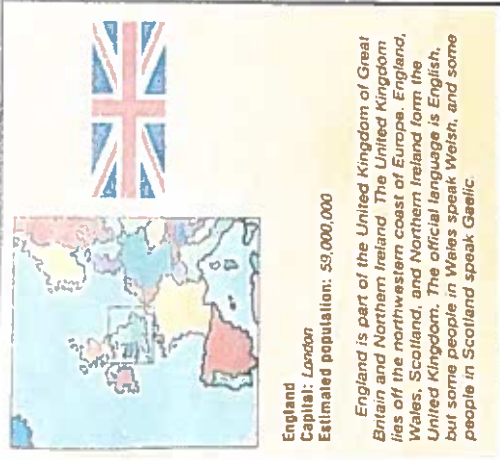 England
Capital: London
Estimated population: 59,000,000
England is part of the United Kingdom of Great
Britain and Northern Ireland. The United Kingdom
lies off the northwestern coast of Europe. England,
Wales, Scotland, and Northern Ireland form the
United Kingdom. The official language is English,
but some people in Wales speak Welsh, and some
people in Scotland speak Gaelic.